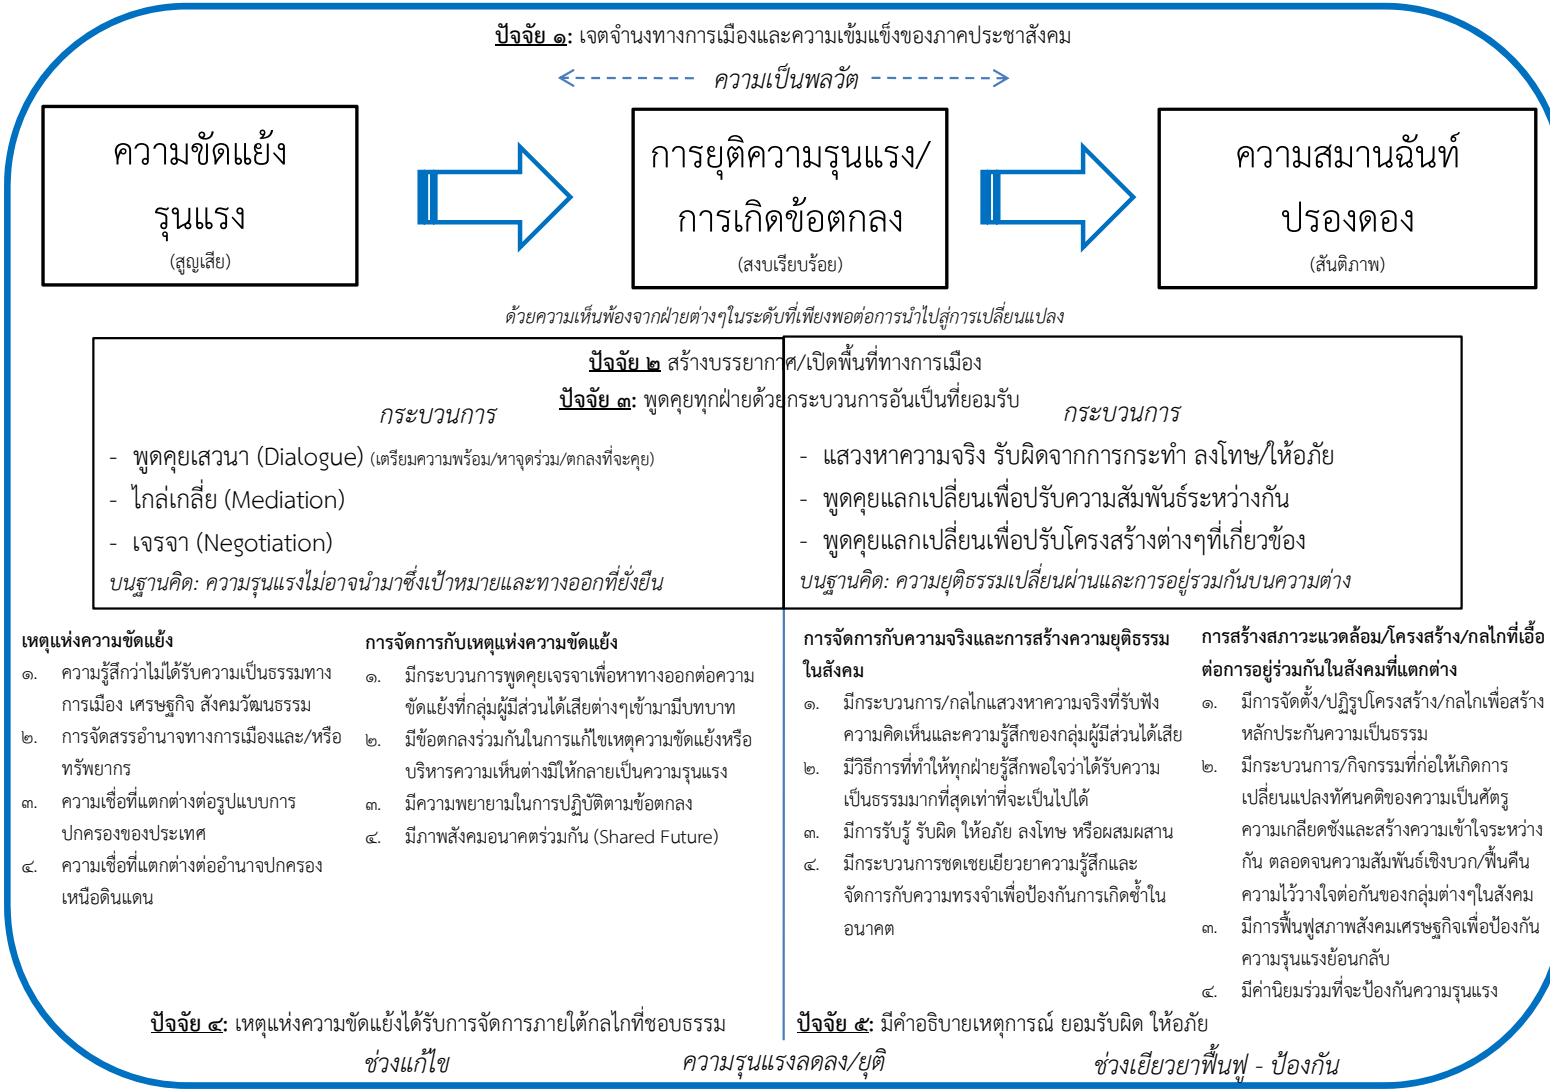 ปัจจัย ๑: เจตจำนงทางการเมืองและความเข้มแข็งของภาคประชาสังคม
ความเป็นพลวัต
ความขัดแย้ง
รุนแรง
(สูญเสีย)
การยุติความรุนแรง/
การเกิดข้อตกลง
(สงบเรียบร้อย)
ความสมานฉันท์
ปรองดอง
(สันติภาพ)
ด้วยความเห็นพ้องจากฝ่ายต่างๆในระดับที่เพียงพอต่อการนำไปสู่การเปลี่ยนแปลง
ปัจจัย ๒ สร้างบรรยากาศ/เปิดพื้นที่ทางการเมือง
ปัจจัย ๓: พูดคุยทุกฝ่ายด้วยกระบวนการอันเป็นที่ยอมรับ
กระบวนการ
- พูดคุยเสวนา (Dialogue) (เตรียมความพร้อม/หาจุดร่วม/ตกลงที่จะคุย)
- ไกล่เกลี่ย (Mediation)
- เจรจา (Negotiation)
บนฐานคิด: ความรุนแรงไม่อาจนำมาซึ่งเป้าหมายและทางออกที่ยั่งยืน
กระบวนการ
- แสวงหาความจริง รับผิดจากการกระทำ ลงโทษ/ให้อภัย
- พูดคุยแลกเปลี่ยนเพื่อปรับความสัมพันธ์ระหว่างกัน
- พูดคุยแลกเปลี่ยนเพื่อปรับโครงสร้างต่างๆที่เกี่ยวข้อง
บนฐานคิด: ความยุติธรรมเปลี่ยนผ่านและการอยู่รวมกันบนความต่าง
เหตุแห่งความขัดแย้ง
๑. ความรู้สึกว่าไม่ได้รับความเป็นธรรมทาง
การเมือง เศรษฐกิจ สังคมวัฒนธรรม
๒. การจัดสรรอำนาจทางการเมืองและ/หรือ
ทรัพยากร
๓. ความเชื่อที่แตกต่างต่อรูปแบบการ
ปกครองของประเทศ
๔. ความเชื่อที่แตกต่างต่ออำนาจปกครอง
เหนือดินแดน
การจัดการกับเหตุแห่งความขัดแย้ง
๑. มีกระบวนการพูดคุยเจรจาเพื่อหาทางออกต่อความ
ขัดแย้งที่กลุ่มผู้มีส่วนได้เสียต่างๆเข้ามามีบทบาท
๒. มีข้อตกลงร่วมกันในการแก้ไขเหตุความขัดแย้งหรือ
บริหารความเห็นต่างมิให้กลายเป็นความรุนแรง
๓. มีความพยายามในการปฏิบัติตามข้อตกลง
๔. มีภาพสังคมอนาคตร่วมกัน (Shared Future)
การจัดการกับความจริงและการสร้างความยุติธรรม
ในสังคม
๑. มีกระบวนการ/กลไกแสวงหาความจริงที่รับฟัง
ความคิดเห็นและความรู้สึกของกลุ่มผู้มีส่วนได้เสีย
๒. มีวิธีการที่ทำให้ทุกฝ่ายรู้สึกพอใจว่าได้รับความ
เป็นธรรมมากที่สุดเท่าที่จะเป็นไปได้
๓. มีการรับรู้ รับผิด ให้อภัย ลงโทษ หรือผสมผสาน
๔. มีกระบวนการชดเชยเยียวยาความรู้สึกและ
จัดการกับความทรงจำเพื่อป้องกันการเกิดซ้ำใน
อนาคต
การสร้างสภาวะแวดล้อม/โครงสร้าง/กลไกที่เอื้อ
ต่อการอยู่ร่วมกันในสังคมที่แตกต่าง
๑. มีการจัดตั้ง/ปฏิรูปโครงสร้าง/กลไกเพื่อสร้าง
หลักประกันความเป็นธรรม
๒. มีกระบวนการ/กิจกรรมที่ก่อให้เกิดการ
เปลี่ยนแปลงทัศนคติของความเป็นศัตรู
ความเกลียดชังและสร้างความเข้าใจระหว่าง
กัน ตลอดจนความสัมพันธ์เชิงบวก/ฟื้นคืน
ความไว้วางใจต่อกันของกลุ่มต่างๆในสังคม
๓. มีการฟื้นฟูสภาพสังคมเศรษฐกิจเพื่อป้องกัน
ความรุนแรงย้อนกลับ
๔. มีค่านิยมร่วมที่จะป้องกันความรุนแรง
ปัจจัย ๔: เหตุแห่งความขัดแย้งได้รับการจัดการภายใต้กลไกที่ชอบธรรม
ปัจจัย ๕: มีคำอธิบายเหตุการณ์ ยอมรับผิด ให้อภัย
ช่วงแก้ไข
ความรุนแรงลดลง/ยุติ
ช่วงเยียวยาฟื้นฟู - ป้องกัน